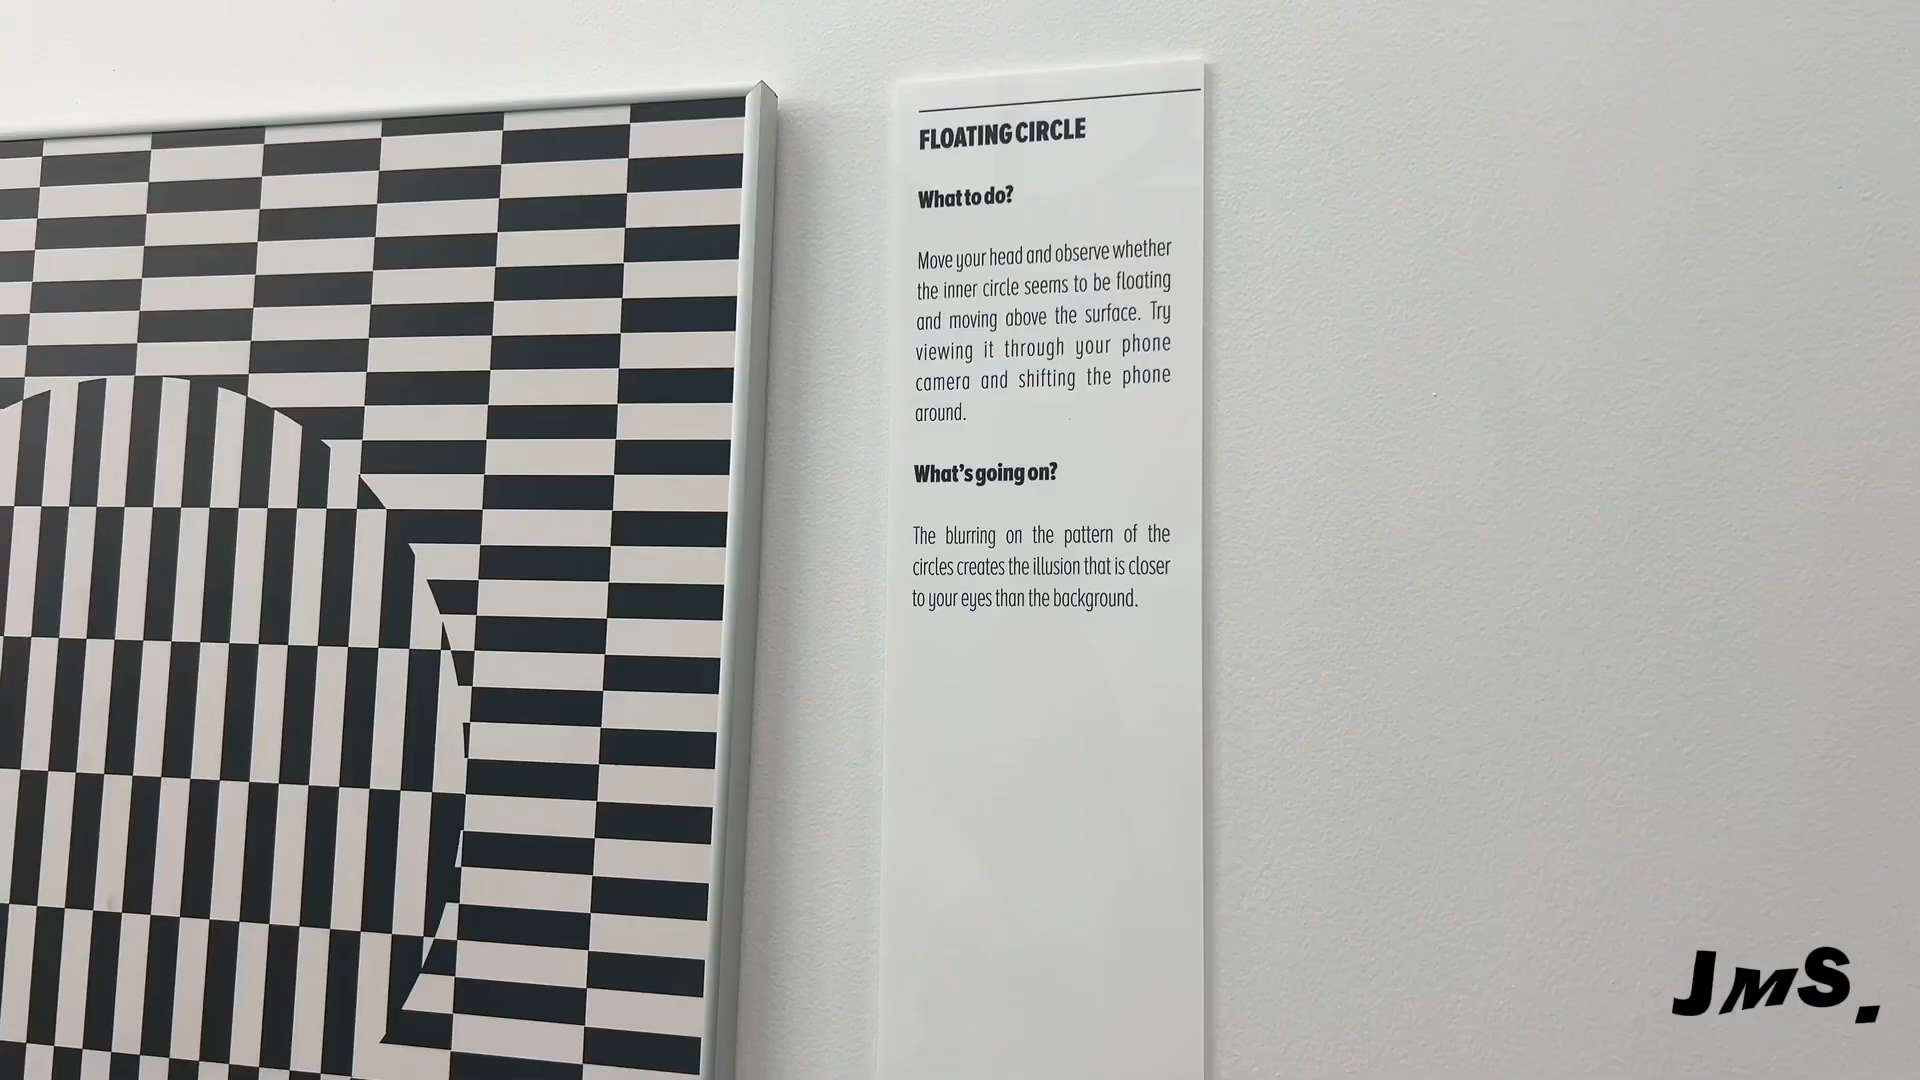 FLOATING CIRCLE
What to do?
Move your head and observe whether
the inner circle seems to be floating
and moving above the surface. Try
viewing it through your phone
camera and shifting the phone
around.
What's going on?
The blurring on the pattern of the
circles creates the illusion that is closer
to your eyes than the background.
JMS.